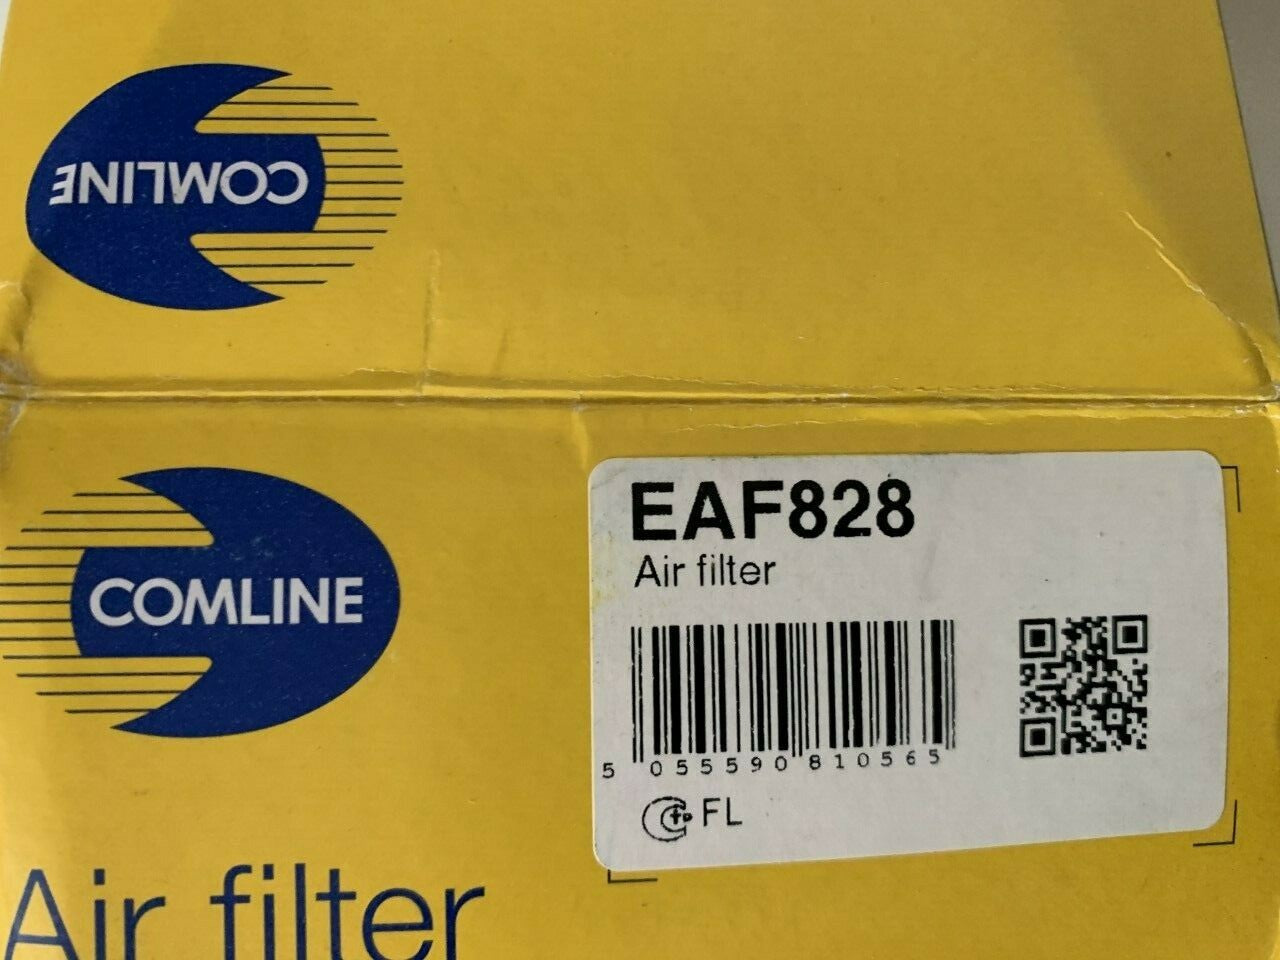 COMLINE
COMLINE
EAF828
Air filter
5 055590 810565
FL
Air filter